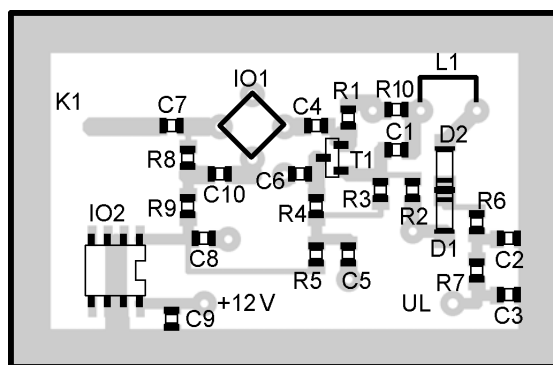 L1
IO1
K1
C7
C4
R1
R10
C1
D2
R8
C10
C6
T1
R3
R2
R6
IO2
R9
R4
C8
R5
C5
D1
R7
C2
+12V
UL
C9
C3